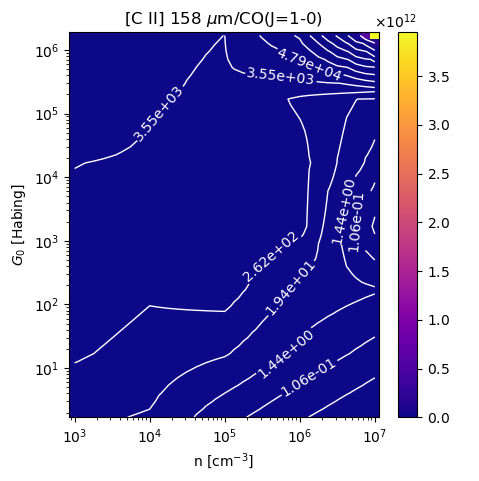 [C II] 158 μm/CO(J=1-0)
×10¹²
10⁶
10⁵
10⁴
10³
10²
10¹
G₀ [Habing]
4.79e+04
3.55e+03
3.55e+03
1.44e+00
1.06e-01
2.62e+02
1.94e+01
1.44e+00
1.06e-01
10³ 10⁴ 10⁵ 10⁶ 10⁷
n [cm⁻³]
3.5
3.0
2.5
2.0
1.5
1.0
0.5
0.0